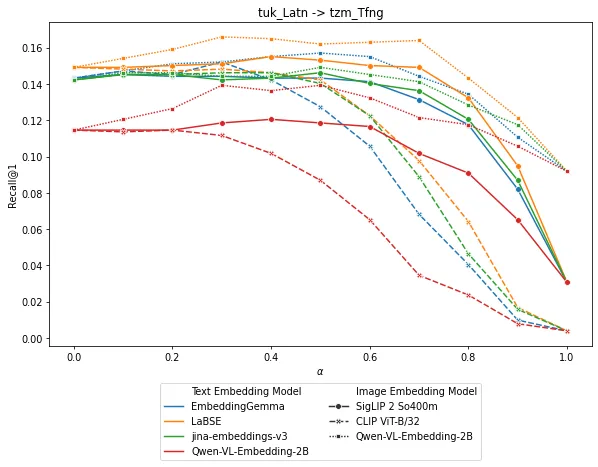 tuk_Latn -> tzm_Tfng
Recall@1
0.16
0.14
0.12
0.10
0.08
0.06
0.04
0.02
0.00
0.0 0.2 0.4 0.6 0.8 1.0
α
Text Embedding Model Image Embedding Model
EmbeddingGemma SigLIP 2 So400m
LaBSE CLIP ViT-B/32
jina-embeddings-v3 Qwen-VL-Embedding-2B
Qwen-VL-Embedding-2B